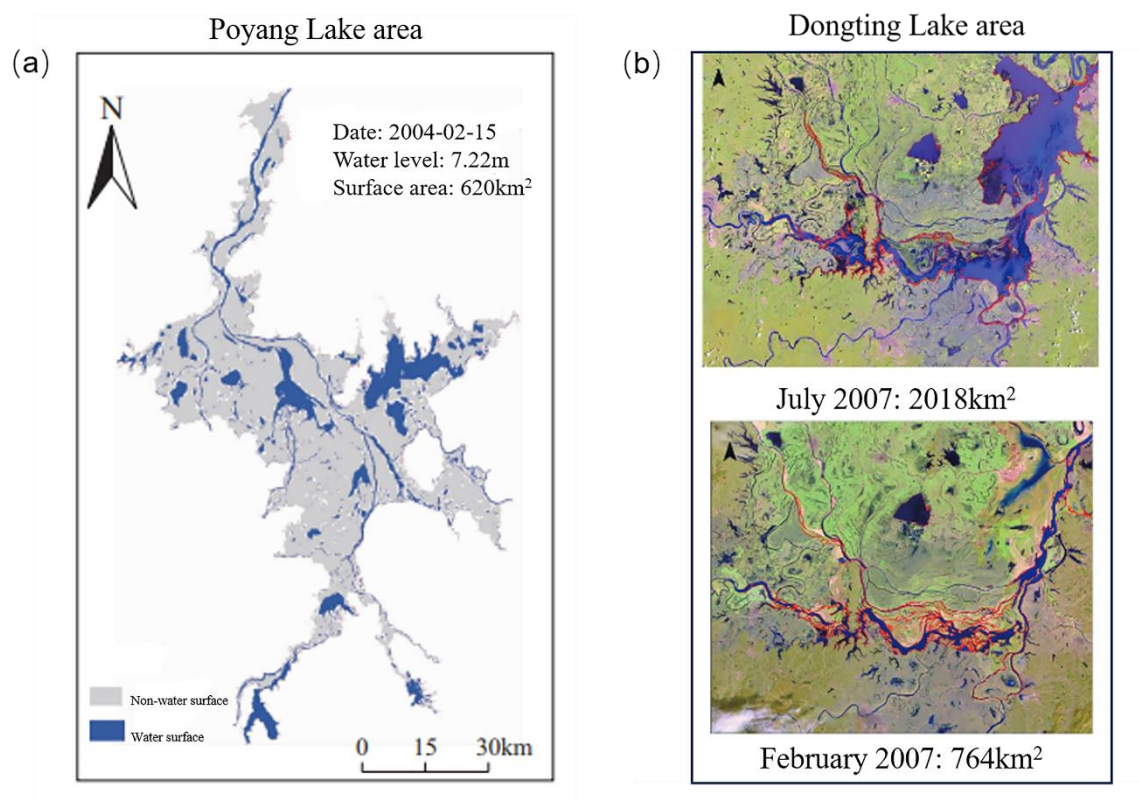 Poyang Lake area
(a)
N
Date: 2004-02-15
Water level: 7.22m
Surface area: 620km²
Non-water surface
Water surface
0 15 30km
Dongting Lake area
(b)
July 2007: 2018km²
February 2007: 764km²